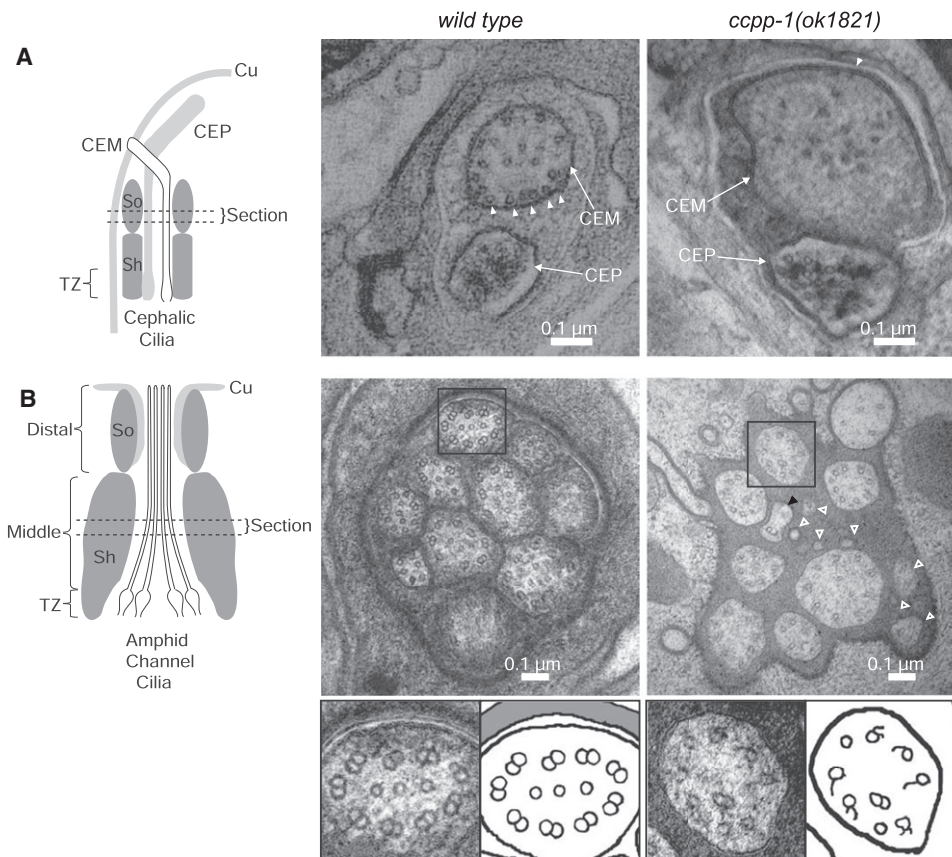 wild type
ccpp-1(ok1821)
A
Cu
CEP
CEM
So
}Section
Sh
TZ
Cephalic
Cilia
CEM
CEP
0.1 µm
CEM
CEP
0.1 µm
B
Cu
Distal
So
Middle
}Section
Sh
TZ
Amphid
Channel
Cilia
0.1 µm
0.1 µm